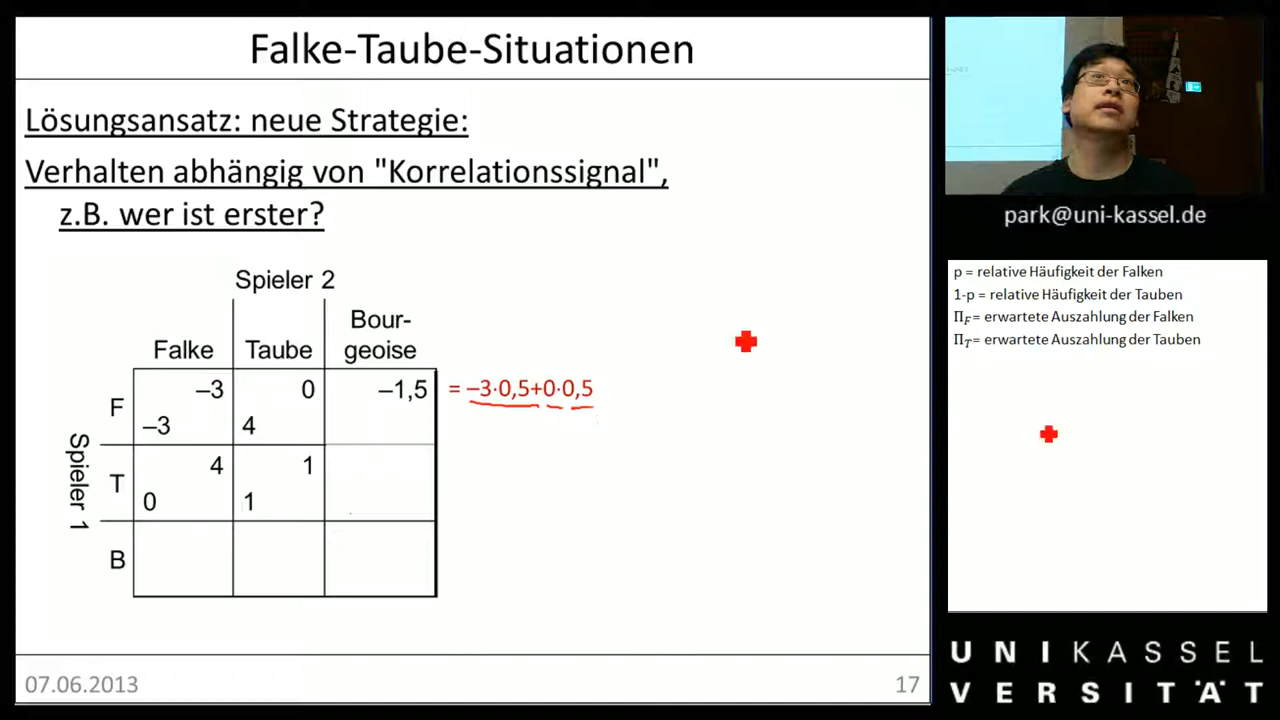 Falke-Taube-Situationen
Lösungsansatz: neue Strategie:
Verhalten abhängig von "Korrelationssignal",
z.B. wer ist erster?
Spieler 2
Bour-
Falke Taube geoise
F –3 0 –1,5 = –3·0,5+0·0,5
–3 4
Spieler 1
T 4 1
0 1
B
07.06.2013 17
park@uni-kassel.de
p = relative Häufigkeit der Falken
1-p = relative Häufigkeit der Tauben
Π_F= erwartete Auszahlung der Falken
Π_T= erwartete Auszahlung der Tauben
UNIKASSEL
VERSITÄT